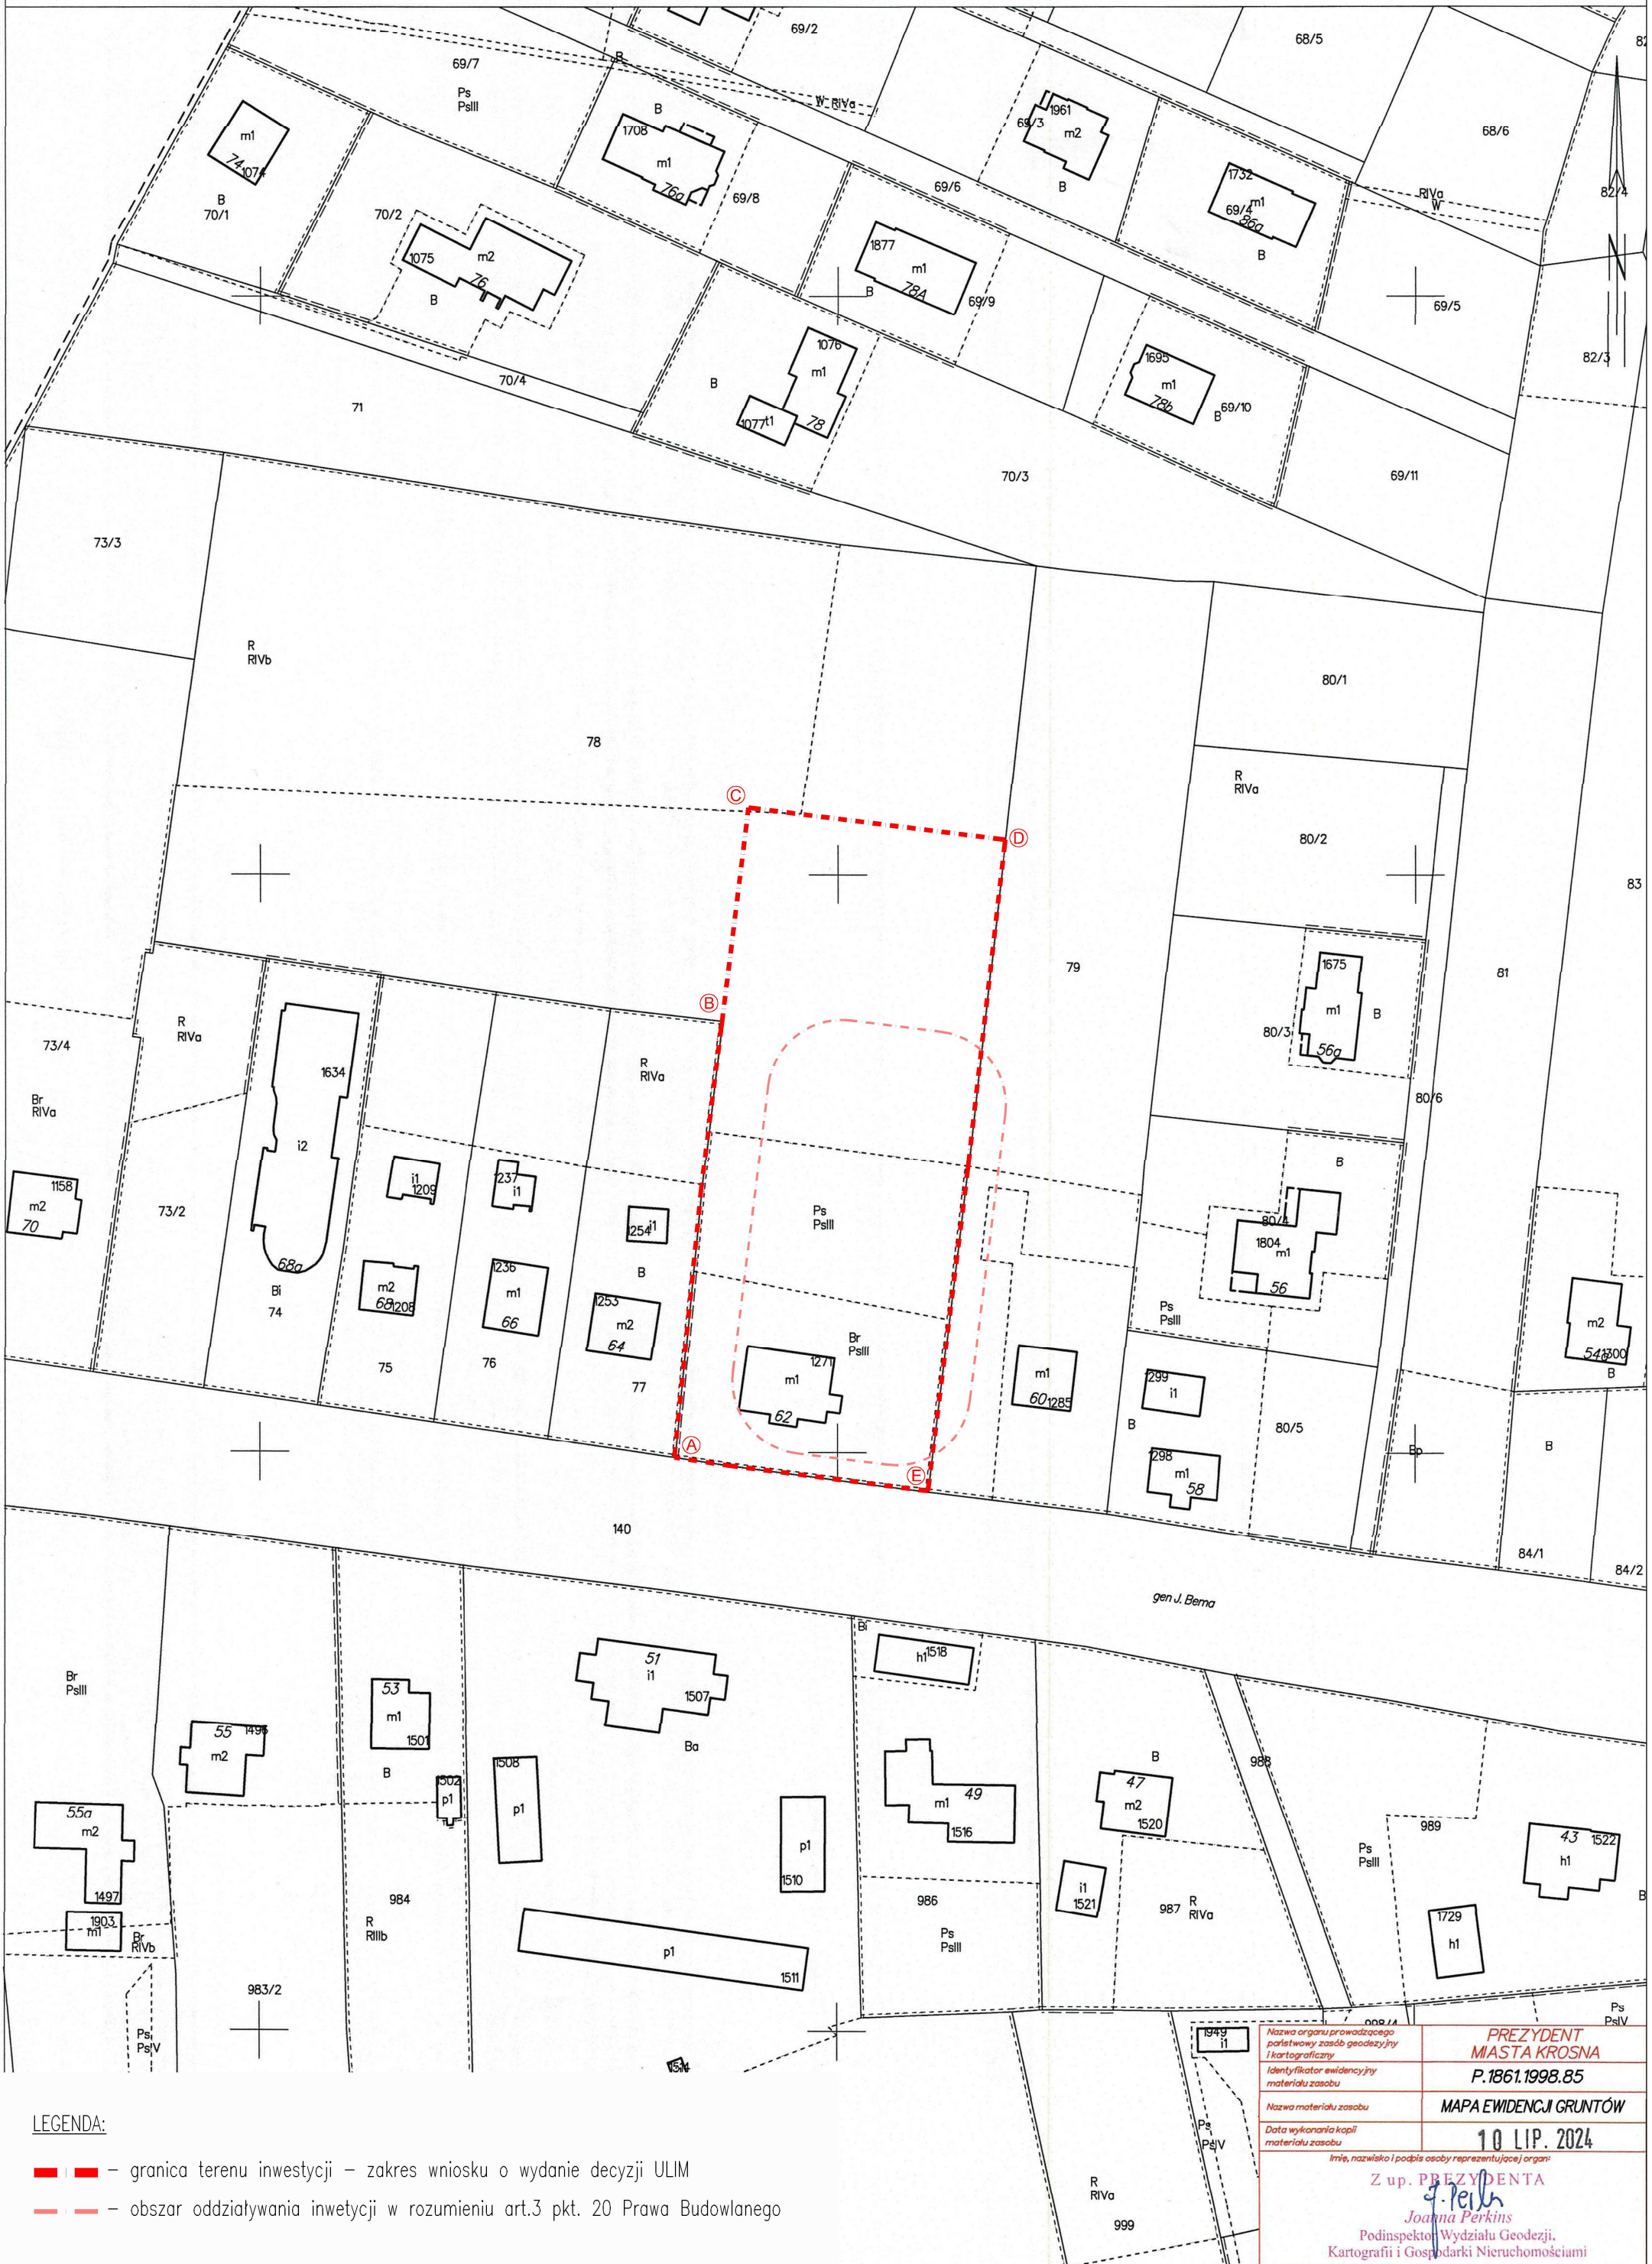 69/2
68/5
69/7
Ps
PsIII
R
W RIVa
68/6
m1
74
1074
B
70/1
1708
B
m1
76a
69/8
69/3
1961
m2
B
69/6
1732
69/4
m1
86a
B
RIVa
W
82/4
N
70/2
1075
m2
76
B
1877
m1
78A
B
69/9
69/5
82/3
70/4
71
B
1076
m1
1077
t1
78
1695
m1
78b
69/10
B
70/3
69/11
73/3
R
RIVb
78
80/1
R
RIVa
80/2
C
D
83
79
81
B
1675
m1
B
80/3
56a
80/6
73/4
R
RIVa
1634
i2
R
RIVa
Br
RIVa
1158
m2
70
73/2
68a
Bi
74
i1
1209
1237
i1
1254
i1
B
Ps
PsIII
B
80/4
1804
m1
56
m2
68
1208
1236
m1
66
1253
m2
64
Ps
PsIII
m2
54a
1300
B
75
76
77
Br
PsIII
1271
m1
62
m1
60
1285
1299
i1
B
80/5
1298
m1
58
A
E
Bp
B
140
84/1
84/2
gen J. Bema
Br
PsIII
55
1496
m2
53
m1
1501
B
1502
p1
51
i1
1507
Ba
Bi
h1
1518
1508
p1
p1
1510
m1
49
1516
B
47
m2
1520
988
989
Ps
PsIII
43
1522
h1
B
55a
m2
1497
1903
m1
Br
RIVb
984
R
RIIIb
p1
1511
986
Ps
PsIII
i1
1521
987
R
RIVa
1729
h1
983/2
Ps
PsIV
1514
1949
i1
998/4
Ps
PsIV
Ps
PsIV
R
RIVa
999
Nazwa organu prowadzącego państwowy zasób geodezyjny i kartograficzny
PREZYDENT
MIASTA KROSNA
Identyfikator ewidencyjny materiału zasobu
P.1861.1998.85
Nazwa materiału zasobu
MAPA EWIDENCJI GRUNTÓW
Data wykonania kopii materiału zasobu
10 LIP. 2024
Imię, nazwisko i podpis osoby reprezentującej organ:
Z up. PREZYDENTA
Joanna Perkins
Podinspektor Wydziału Geodezji,
Kartografii i Gospodarki Nieruchomościami
LEGENDA:
– granica terenu inwestycji – zakres wniosku o wydanie decyzji ULIM
– obszar oddziaływania inwetycji w rozumieniu art.3 pkt. 20 Prawa Budowlanego